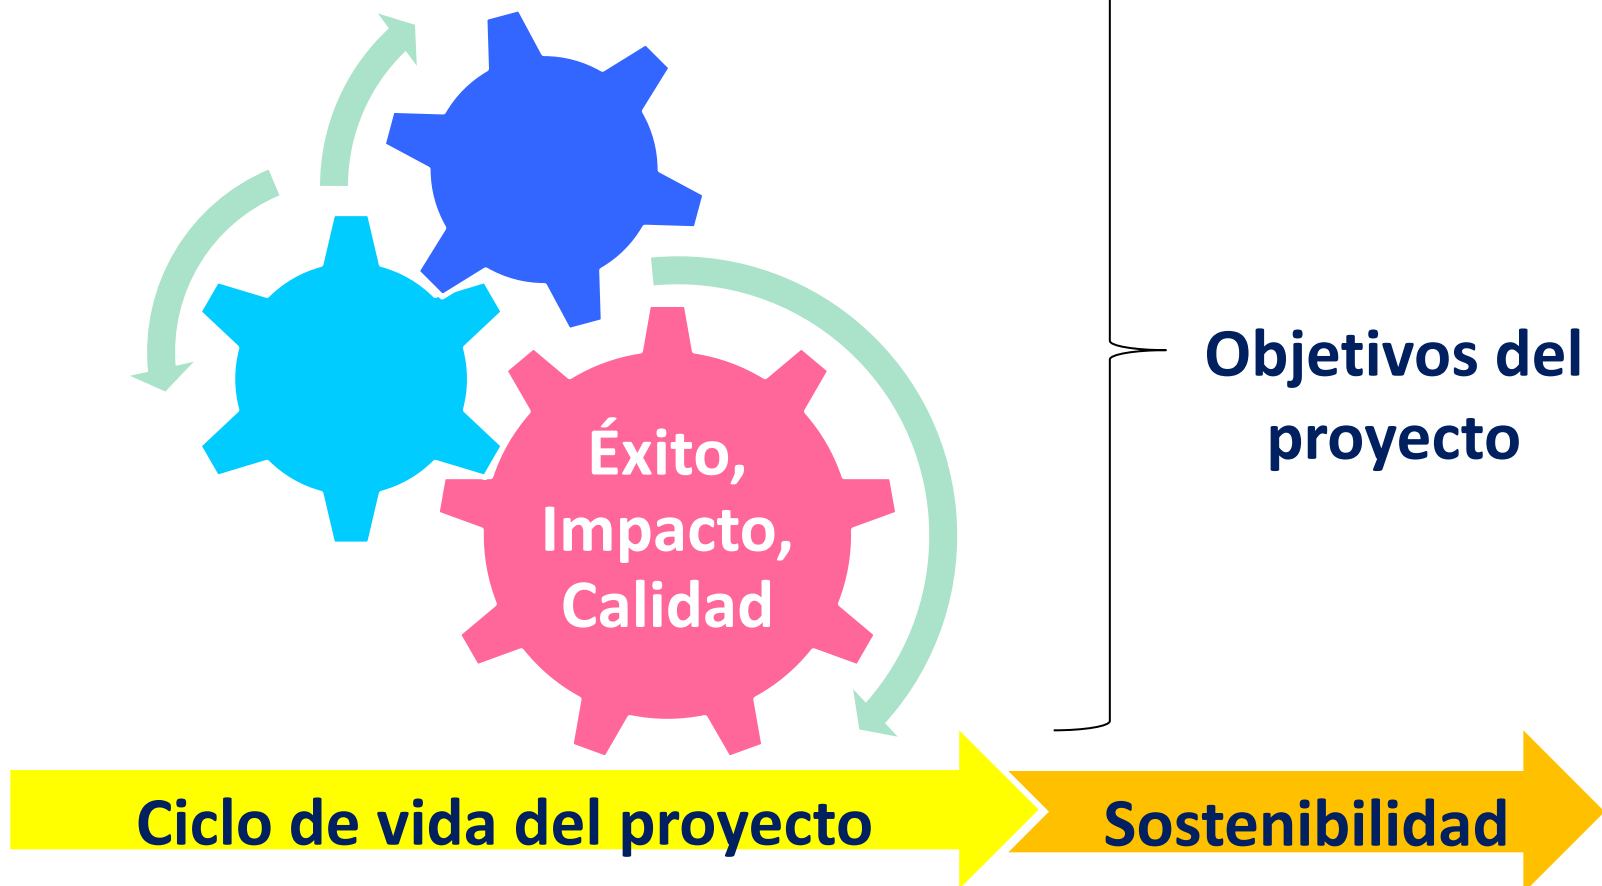 Objetivos del
proyecto
Éxito,
Impacto,
Calidad
Ciclo de vida del proyecto
Sostenibilidad